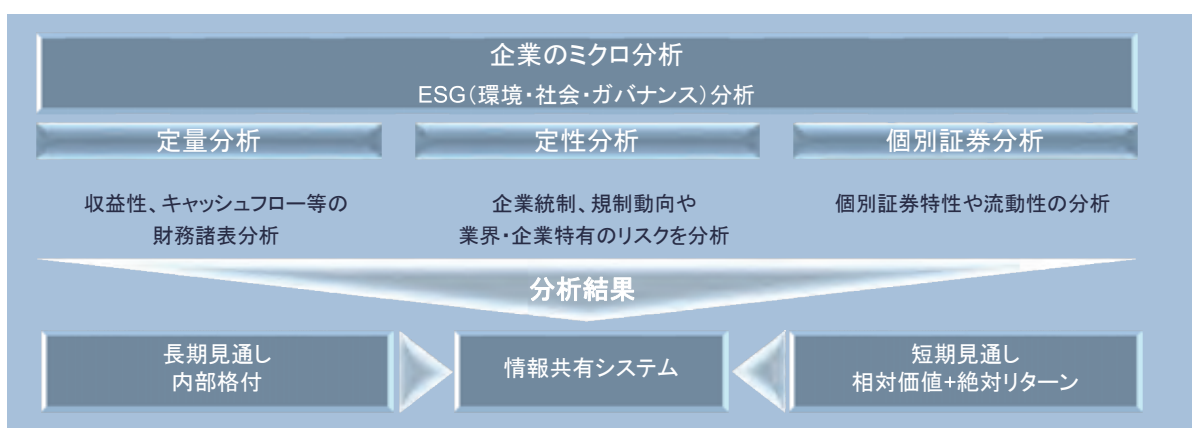 企業のミクロ分析
ESG(環境・社会・ガバナンス)分析
定量分析
定性分析
個別証券分析
収益性、キャッシュフロー等の
財務諸表分析
企業統制、規制動向や
業界・企業特有のリスクを分析
個別証券特性や流動性の分析
分析結果
長期見通し
内部格付
情報共有システム
短期見通し
相対価値+絶対リターン